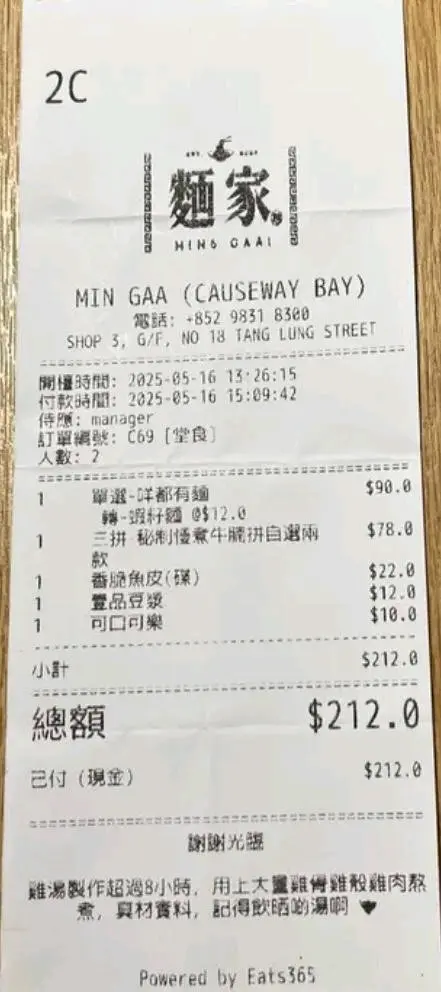 2C
麵家
MING GAAI
MIN GAA (CAUSEWAY BAY)
電話: +852 9831 8300
SHOP 3, G/F, NO 18 TANG LUNG STREET
開檯時間: 2025-05-16 13:26:15
付款時間: 2025-05-16 15:09:42
侍應: manager
訂單編號: C69 [堂食]
人數: 2
1 單選-咩都有麵 $90.0
轉-蝦籽麵 @$12.0
1 三拼-秘制慢煮牛腩拼自選兩款 $78.0
1 香脆魚皮(碟) $22.0
1 豐品豆漿 $12.0
1 可口可樂 $10.0
小計 $212.0
總額 $212.0
已付 (現金) $212.0
謝謝光臨
雞湯製作超過8小時, 用上大量雞骨雞殼雞肉熬
煮, 真材實料, 記得飲晒啲湯啊 ♥
Powered by Eats365